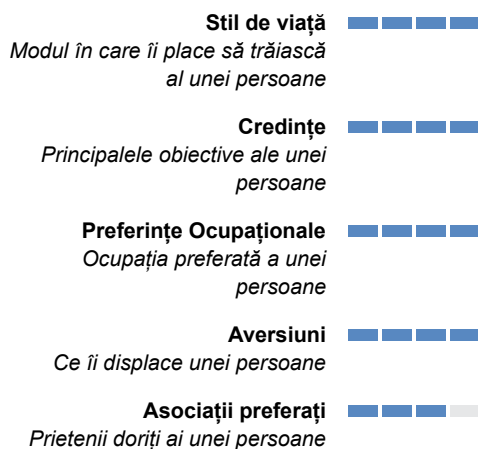 Stil de viață
Modul în care îi place să trăiască
al unei persoane
Credințe
Principalele obiective ale unei
persoane
Preferințe Ocupaționale
Ocupația preferată a unei
persoane
Aversiuni
Ce îi displace unei persoane
Asociații preferați
Prietenii doriți ai unei persoane